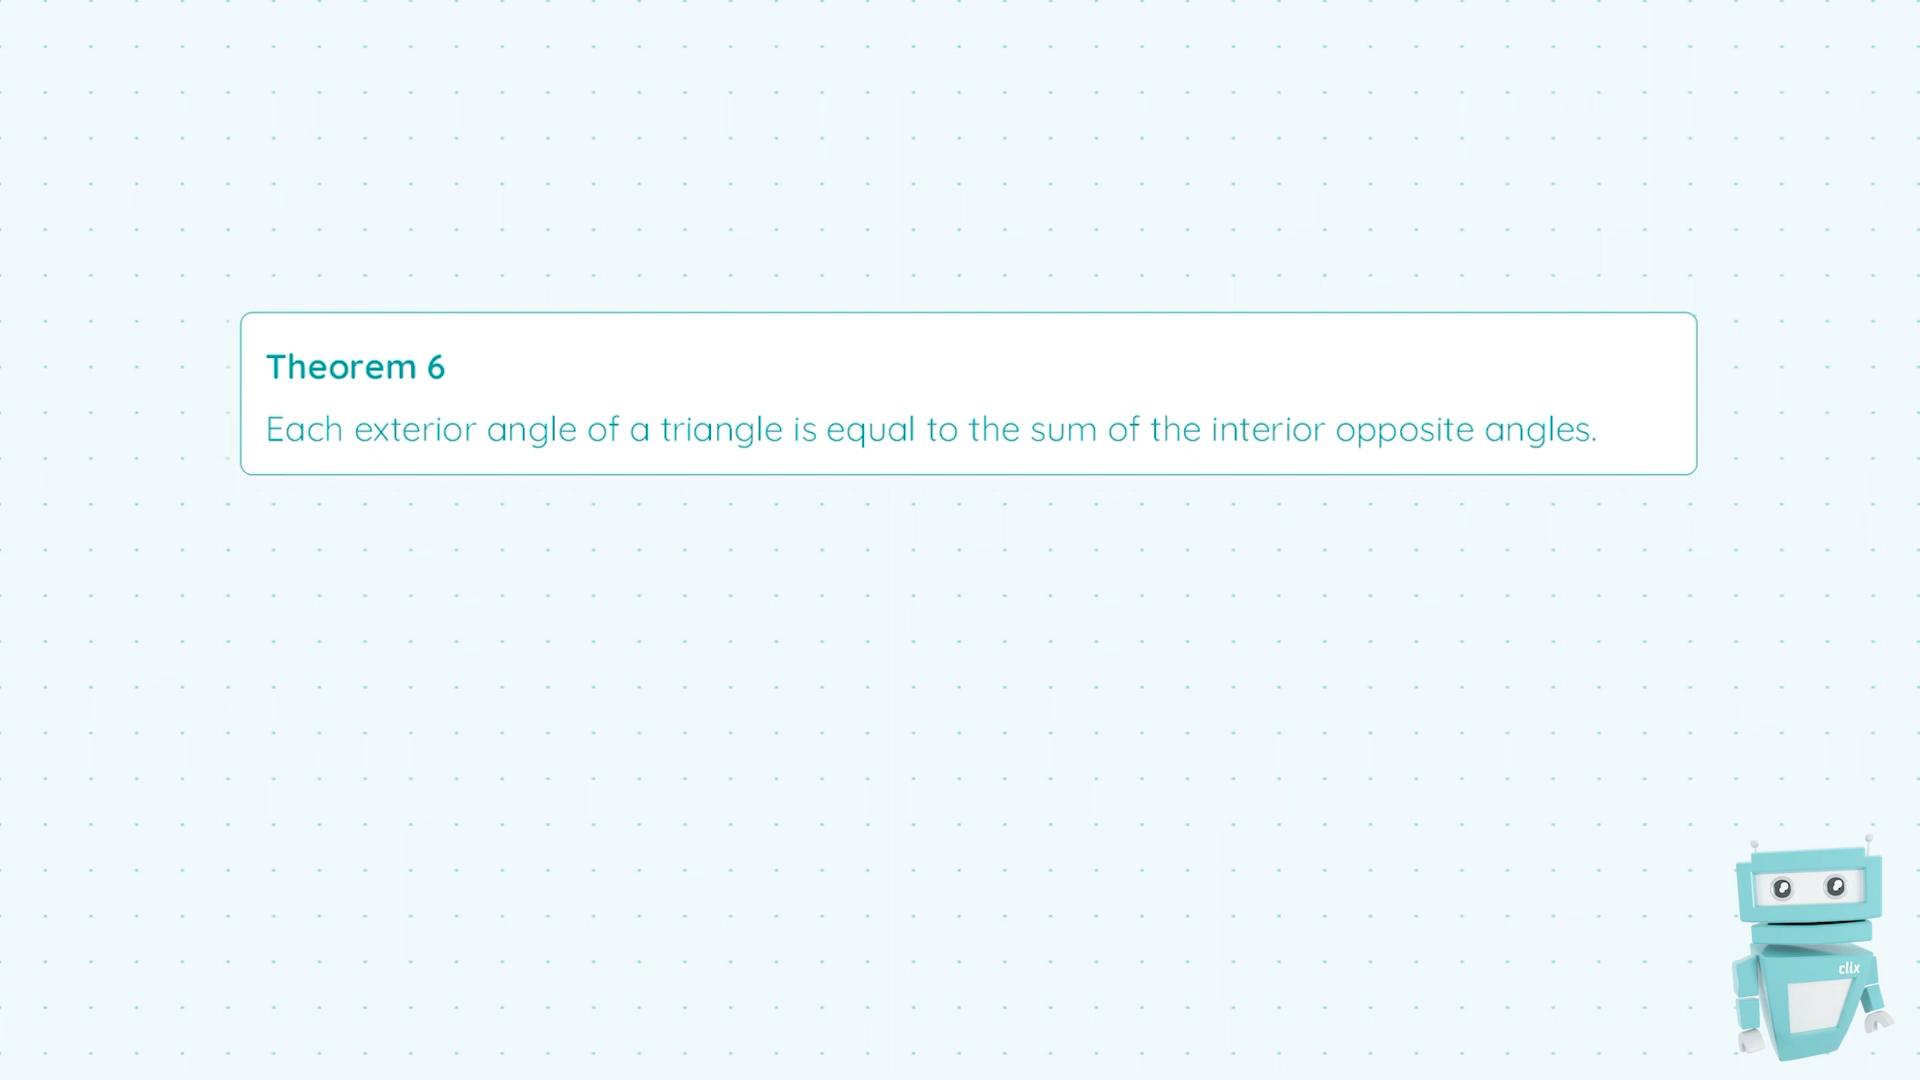 Theorem 6
Each exterior angle of a triangle is equal to the sum of the interior opposite angles.
clix